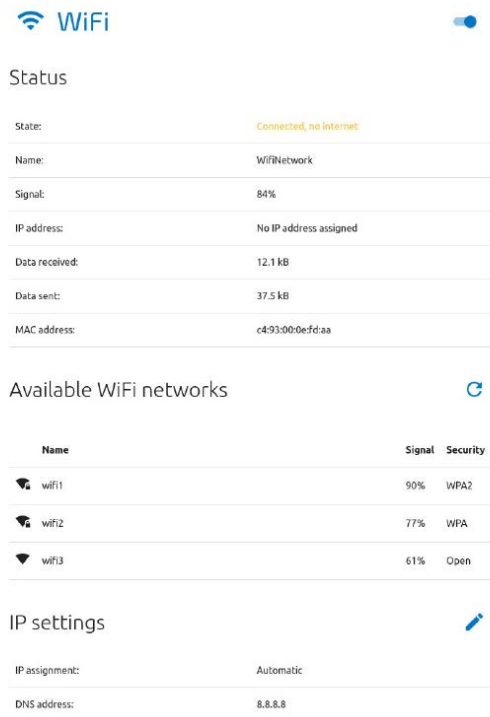 WiFi
Status
State: Connected, no internet
Name: WifiNetwork
Signal: 84%
IP address: No IP address assigned
Data received: 12.1 kB
Data sent: 37.5 kB
MAC address: c4:93:00:0e:fd:aa
Available WiFi networks
Name Signal Security
wifi1 90% WPA2
wifi2 77% WPA
wifi3 61% Open
IP settings
IP assignment: Automatic
DNS address: 8.8.8.8